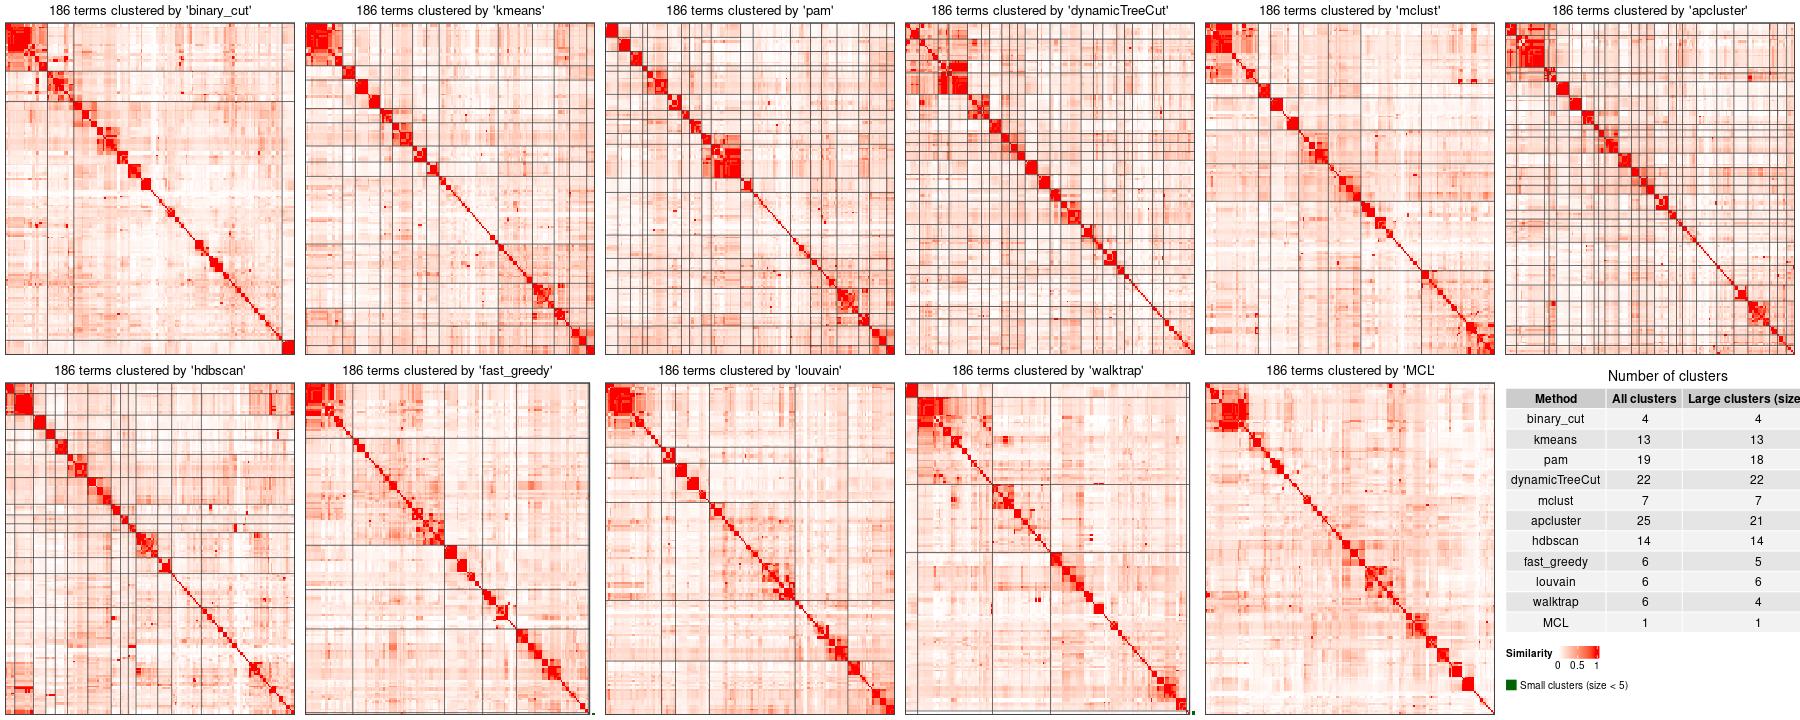 186 terms clustered by 'binary_cut'
186 terms clustered by 'kmeans'
186 terms clustered by 'pam'
186 terms clustered by 'dynamicTreeCut'
186 terms clustered by 'mclust'
186 terms clustered by 'apcluster'
186 terms clustered by 'hdbscan'
186 terms clustered by 'fast_greedy'
186 terms clustered by 'louvain'
186 terms clustered by 'walktrap'
186 terms clustered by 'MCL'
Number of clusters
Method All clusters Large clusters (size
binary_cut 4 4
kmeans 13 13
pam 19 18
dynamicTreeCut 22 22
mclust 7 7
apcluster 25 21
hdbscan 14 14
fast_greedy 6 5
louvain 6 6
walktrap 6 4
MCL 1 1
Similarity
0 0.5 1
Small clusters (size < 5)